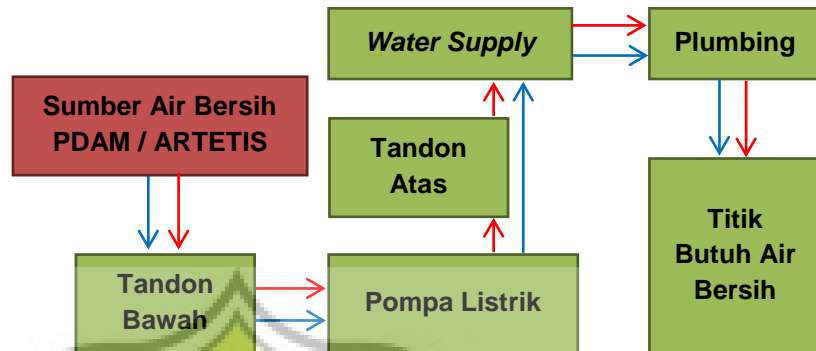 Water Supply
Plumbing
Sumber Air Bersih
PDAM / ARTETIS
Tandon
Atas
Titik
Butuh Air
Bersih
Tandon
Bawah
Pompa Listrik